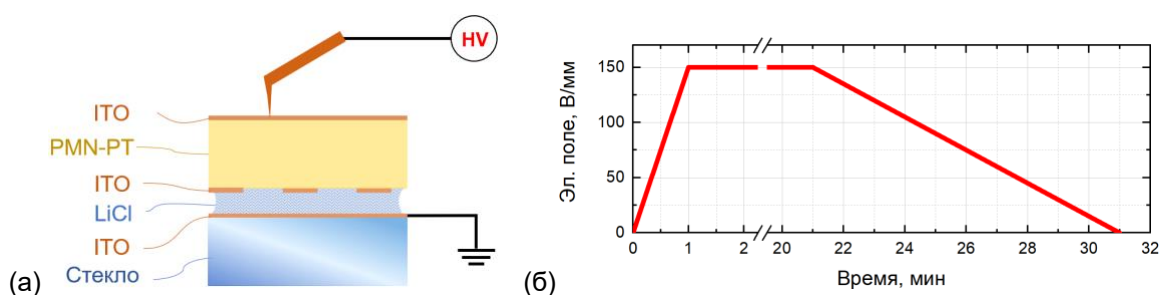 HV
ITO
PMN-PT
ITO
LiCl
ITO
Стекло
(а)
Эл. поле, В/мм
150
100
50
0
0 1 2 20 22 24 26 28 30 32
Время, мин
(б)